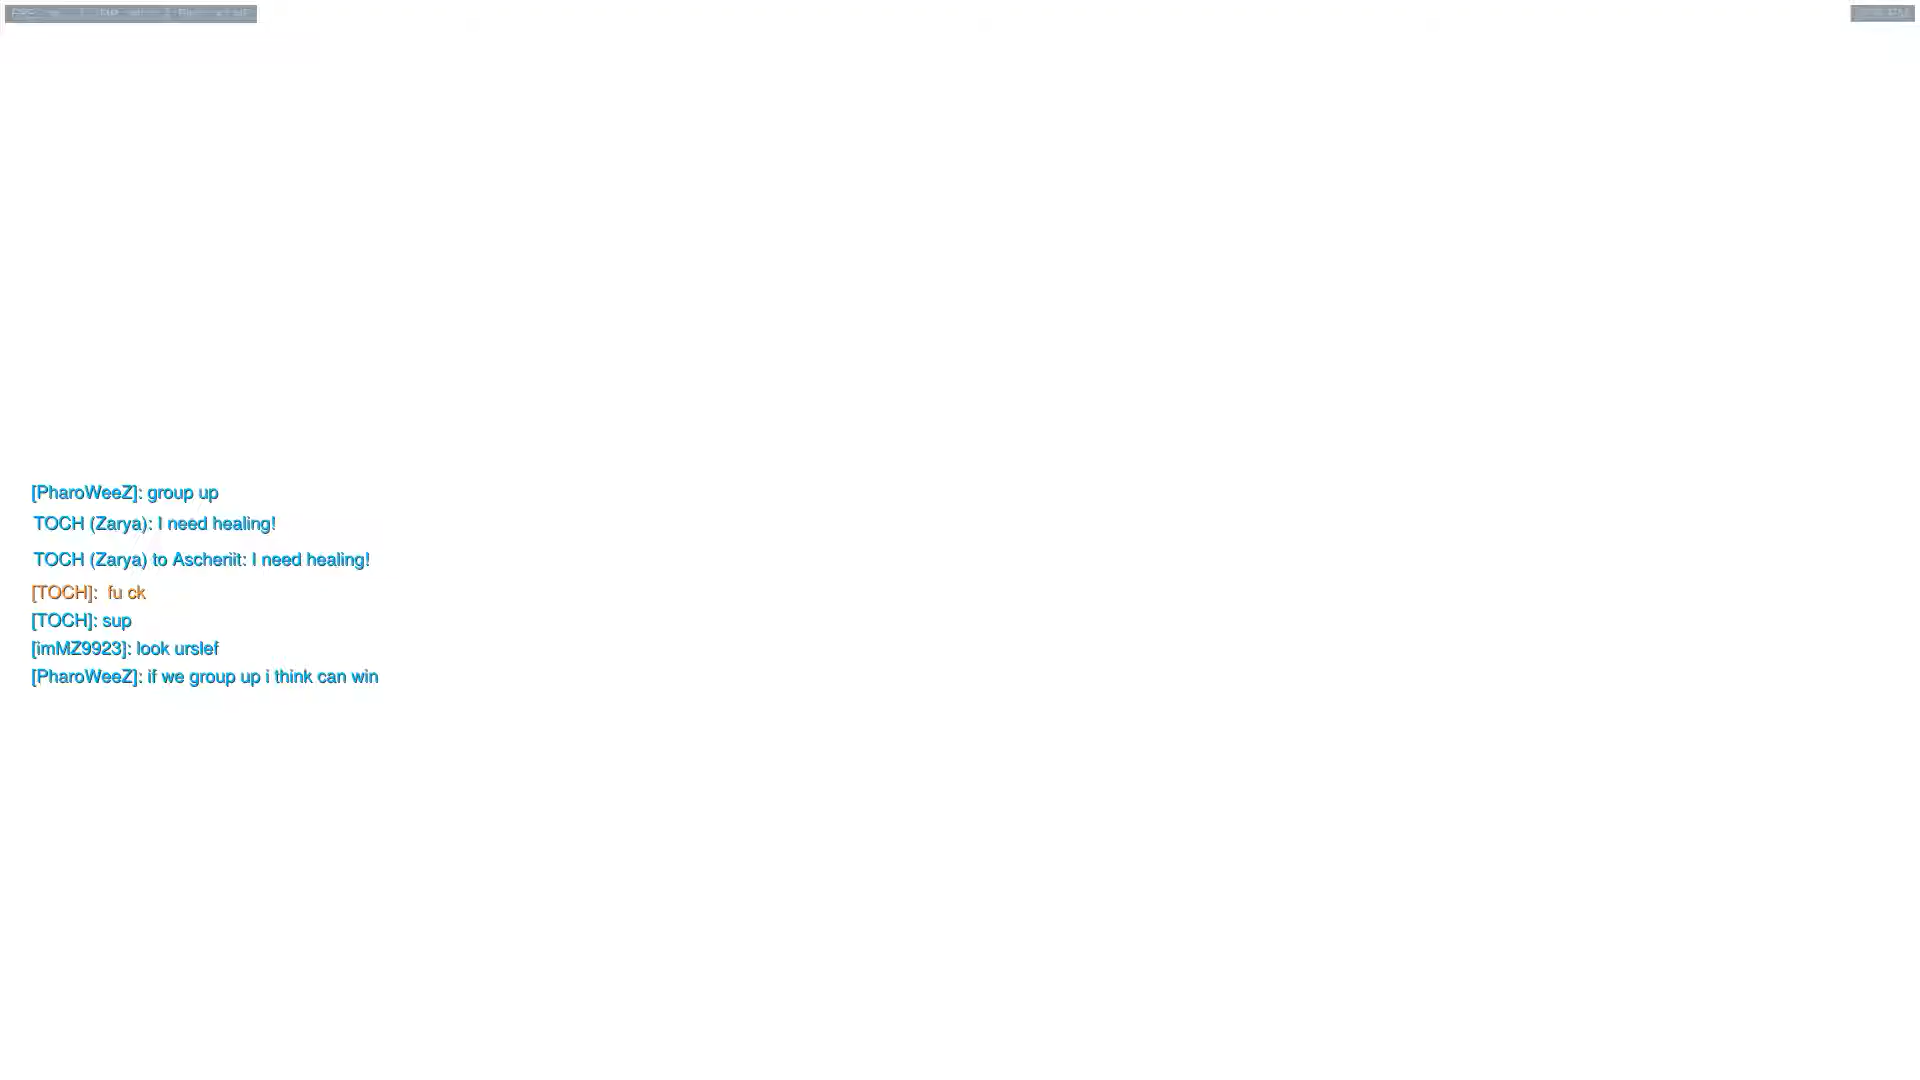 [PharoWeeZ]: group up
TOCH (Zarya): I need healing!
TOCH (Zarya) to Ascheriit: I need healing!
[TOCH]:  fu ck
[TOCH]: sup
[imMZ9923]: look urslef
[PharoWeeZ]: if we group up i think can win